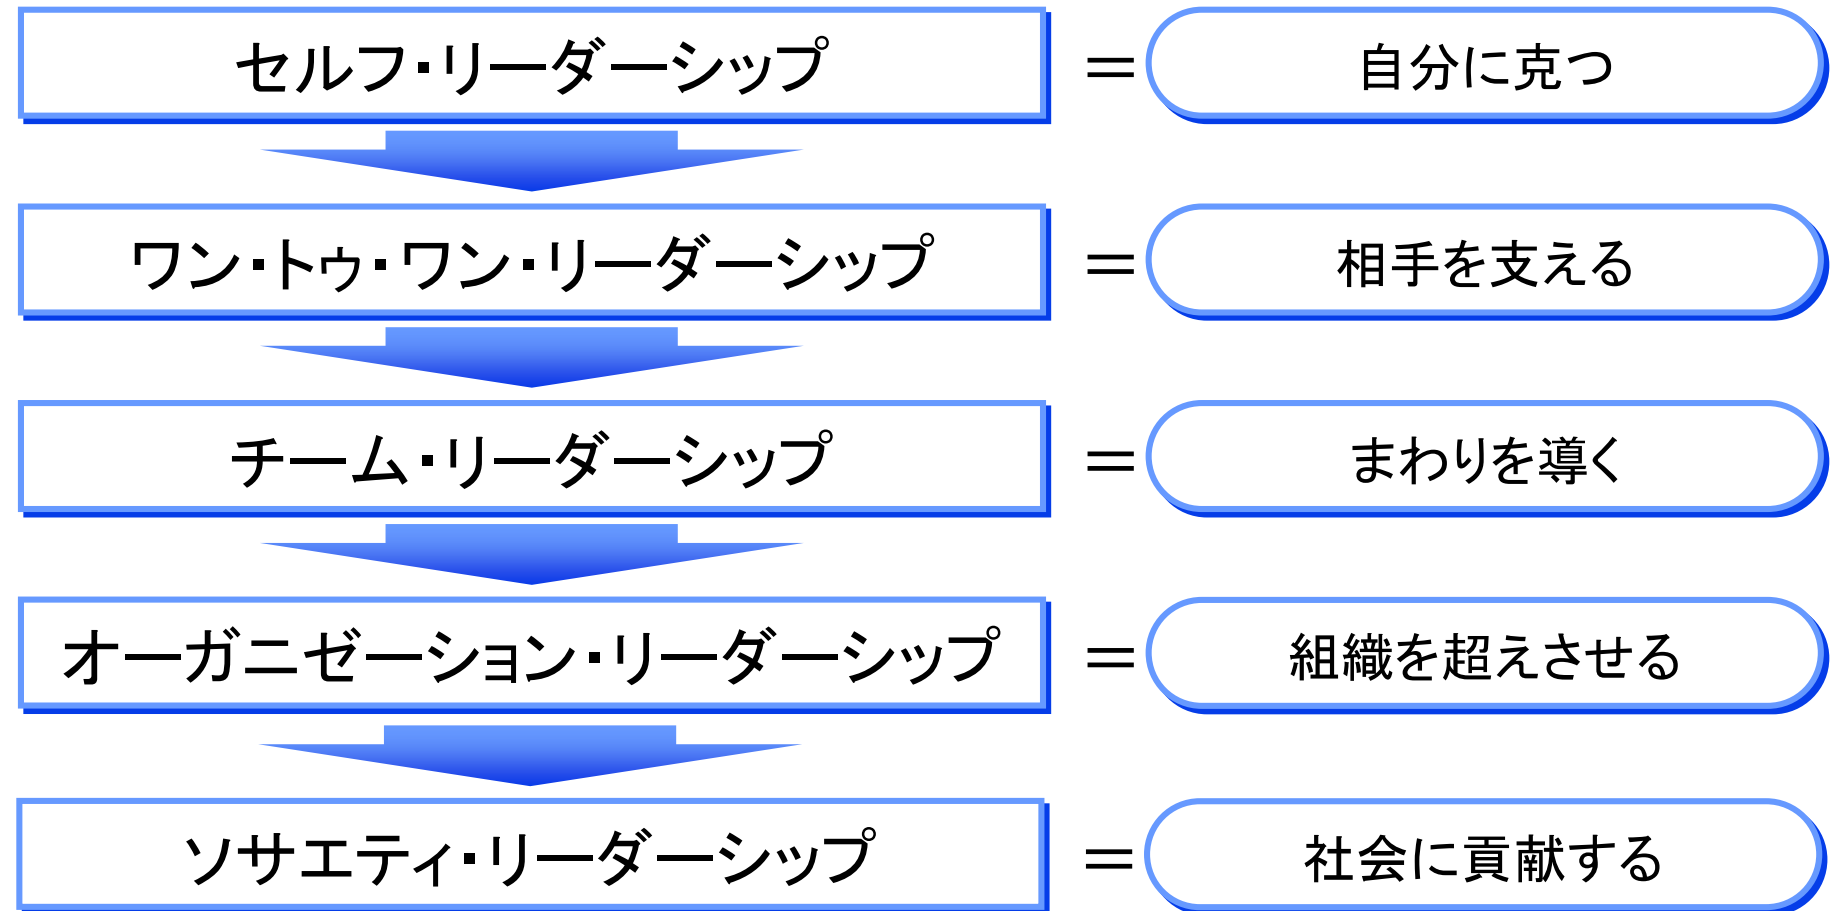 セルフ・リーダーシップ ＝ 自分に克つ
ワン・トゥ・ワン・リーダーシップ ＝ 相手を支える
チーム・リーダーシップ ＝ まわりを導く
オーガニゼーション・リーダーシップ ＝ 組織を超えさせる
ソサエティ・リーダーシップ ＝ 社会に貢献する